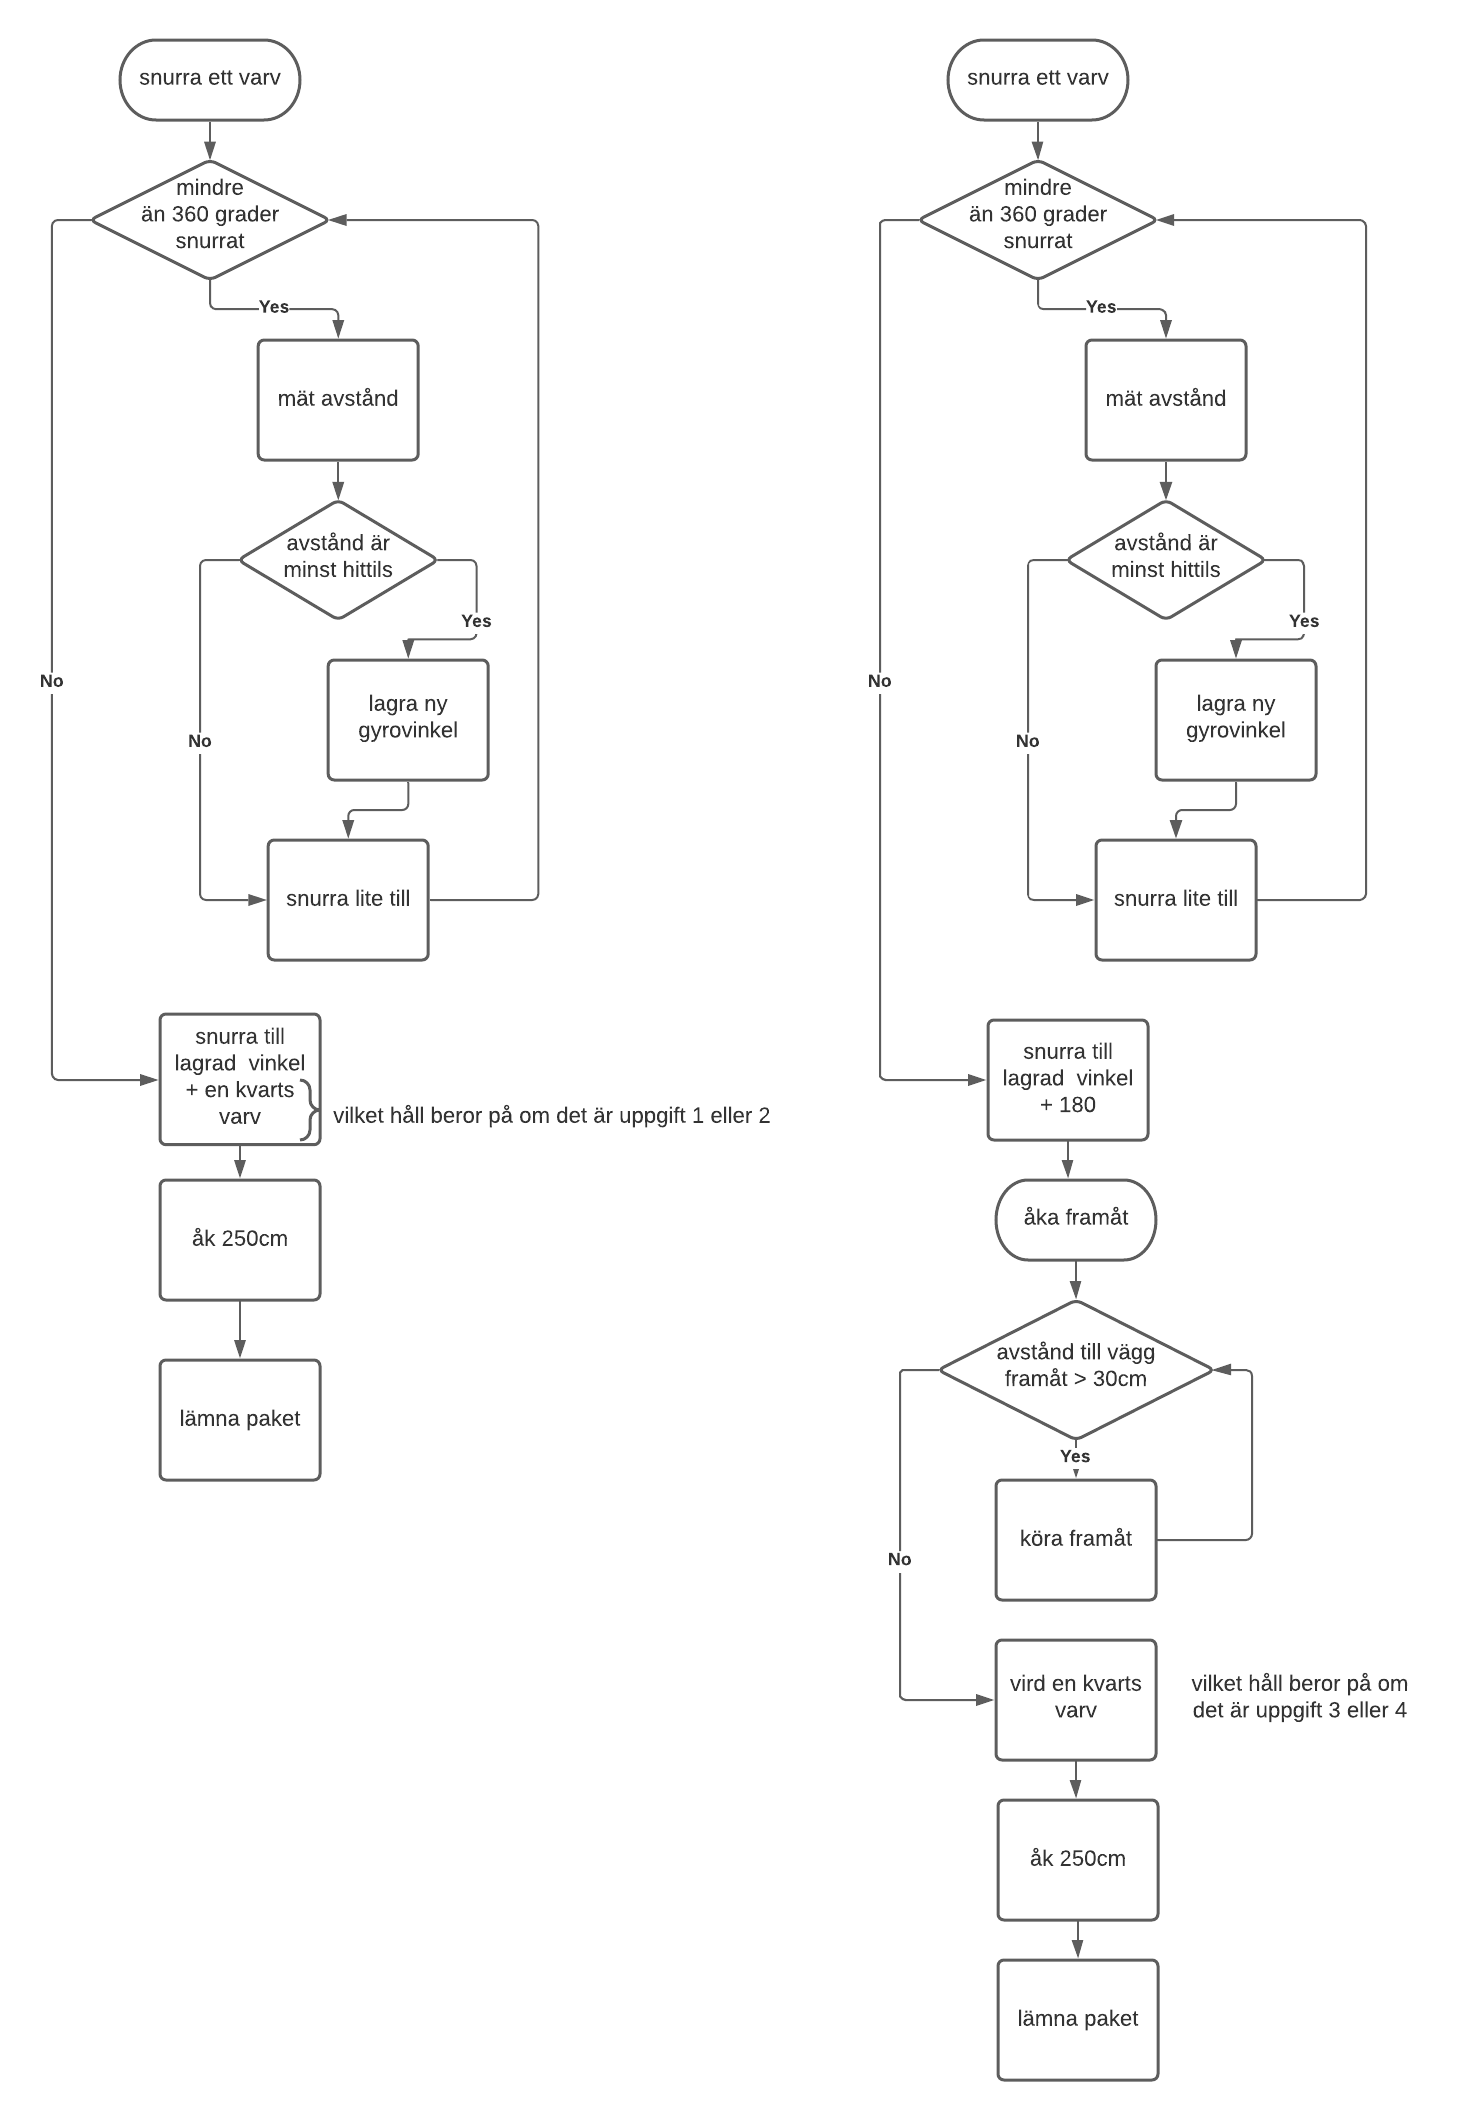 snurra ett varv
mindre
än 360 grader
snurrat
Yes
mät avstånd
avstånd är
minst hittils
Yes
No
lagra ny
gyrovinkel
No
snurra lite till
snurra till
lagrad  vinkel
+ en kvarts
varv
vilket håll beror på om det är uppgift 1 eller 2
åk 250cm
lämna paket
snurra ett varv
mindre
än 360 grader
snurrat
Yes
mät avstånd
avstånd är
minst hittils
Yes
No
lagra ny
gyrovinkel
No
snurra lite till
snurra till
lagrad  vinkel
+ 180
åka framåt
avstånd till vägg
framåt > 30cm
Yes
köra framåt
No
vird en kvarts
varv
vilket håll beror på om
det är uppgift 3 eller 4
åk 250cm
lämna paket